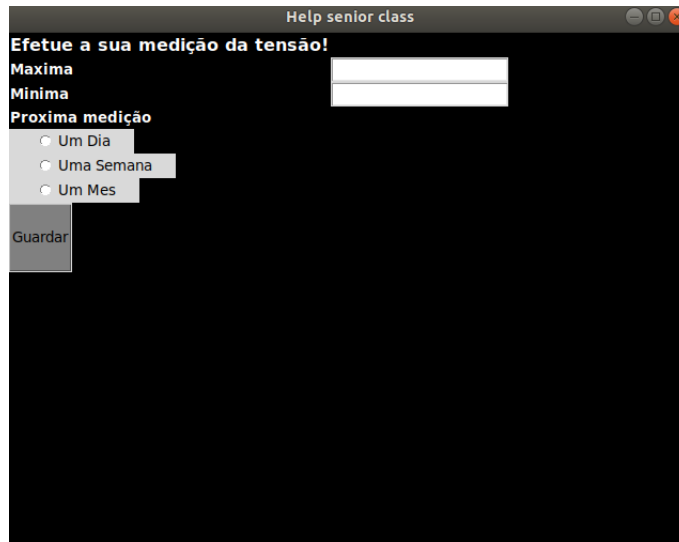 Help senior class
Efetue a sua medição da tensão!
Maxima
Minima
Proxima medição
Um Dia
Uma Semana
Um Mes
Guardar